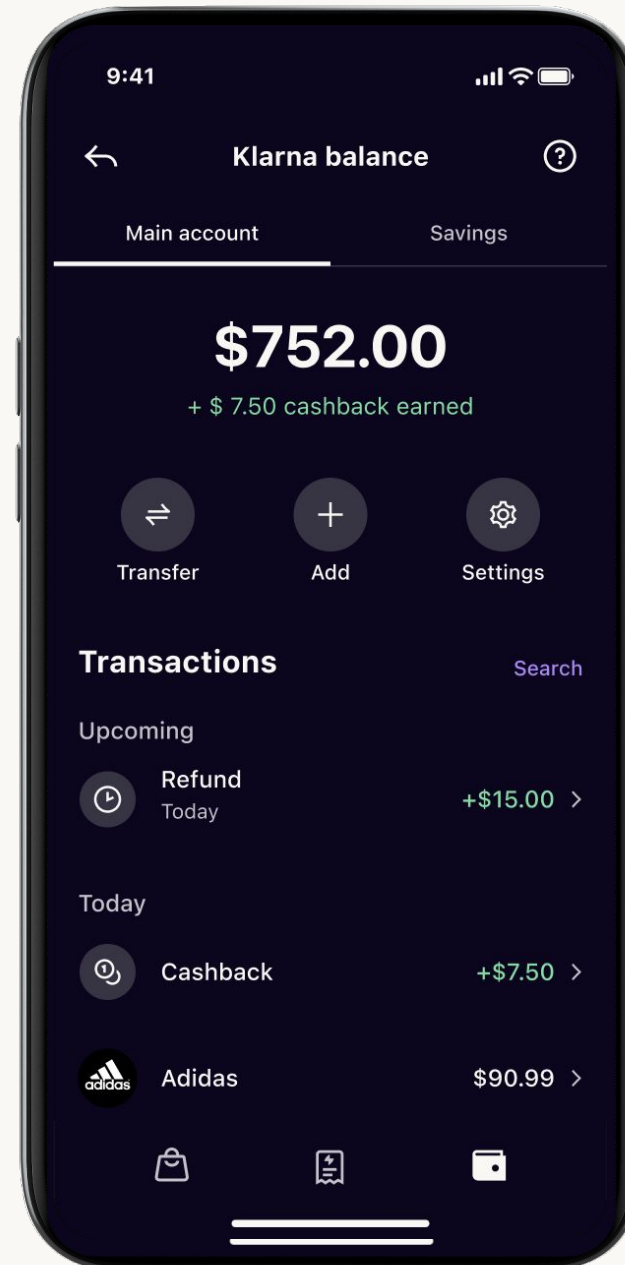 9:41
Klarna balance
Main account Savings
$752.00
+ $ 7.50 cashback earned
Transfer Add Settings
Transactions Search
Upcoming
Refund
Today
+$15.00
Today
Cashback +$7.50
adidas Adidas $90.99